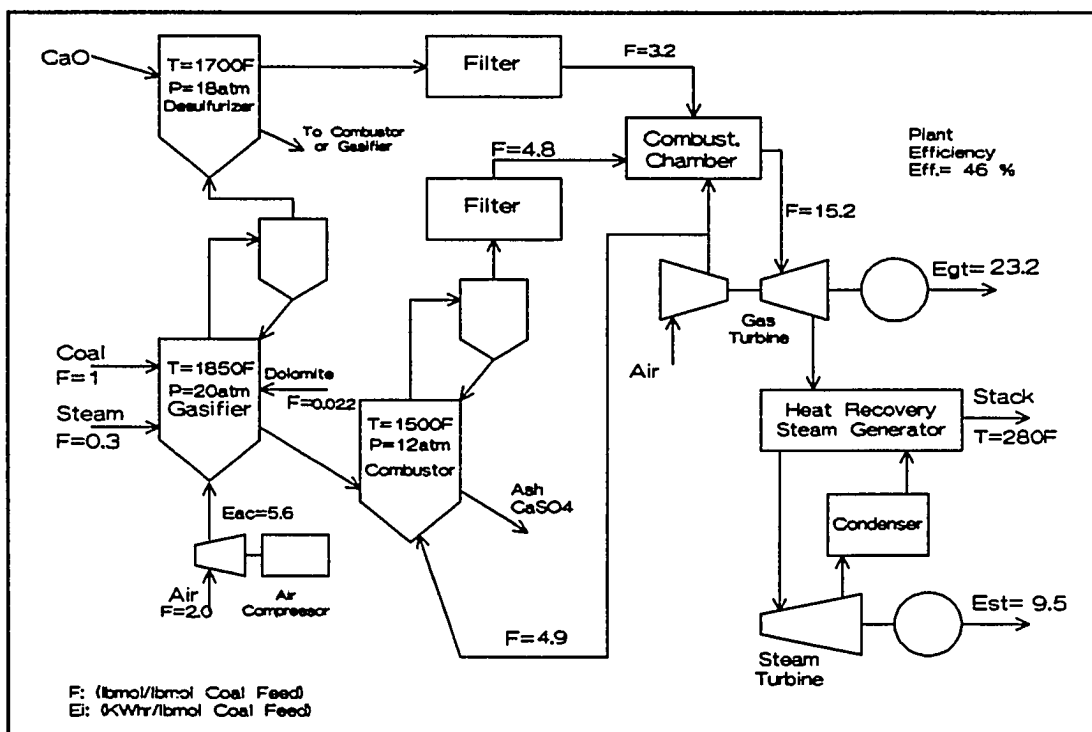 CaO
T=1700F
P=18atm
Desulfurizer
To Combustor
or Gasifier
Filter
F=3.2
Combust.
Chamber
Plant
Efficiency
Eff.= 46 %
F=4.8
Filter
F=15.2
Egt= 23.2
Gas
Turbine
Air
Coal
F=1
Steam
F=0.3
T=1850F
P=20atm
Gasifier
Dolomite
F=0.022
T=1500F
P=12atm
Combustor
Ash
CaSO4
Heat Recovery
Steam Generator
Stack
T=280F
Condenser
Eac=5.6
Air
F=2.0
Air
Compressor
F=4.9
Est= 9.5
Steam
Turbine
F: (lbmol/lbmol Coal Feed)
Ei: (KWhr/lbmol Coal Feed)